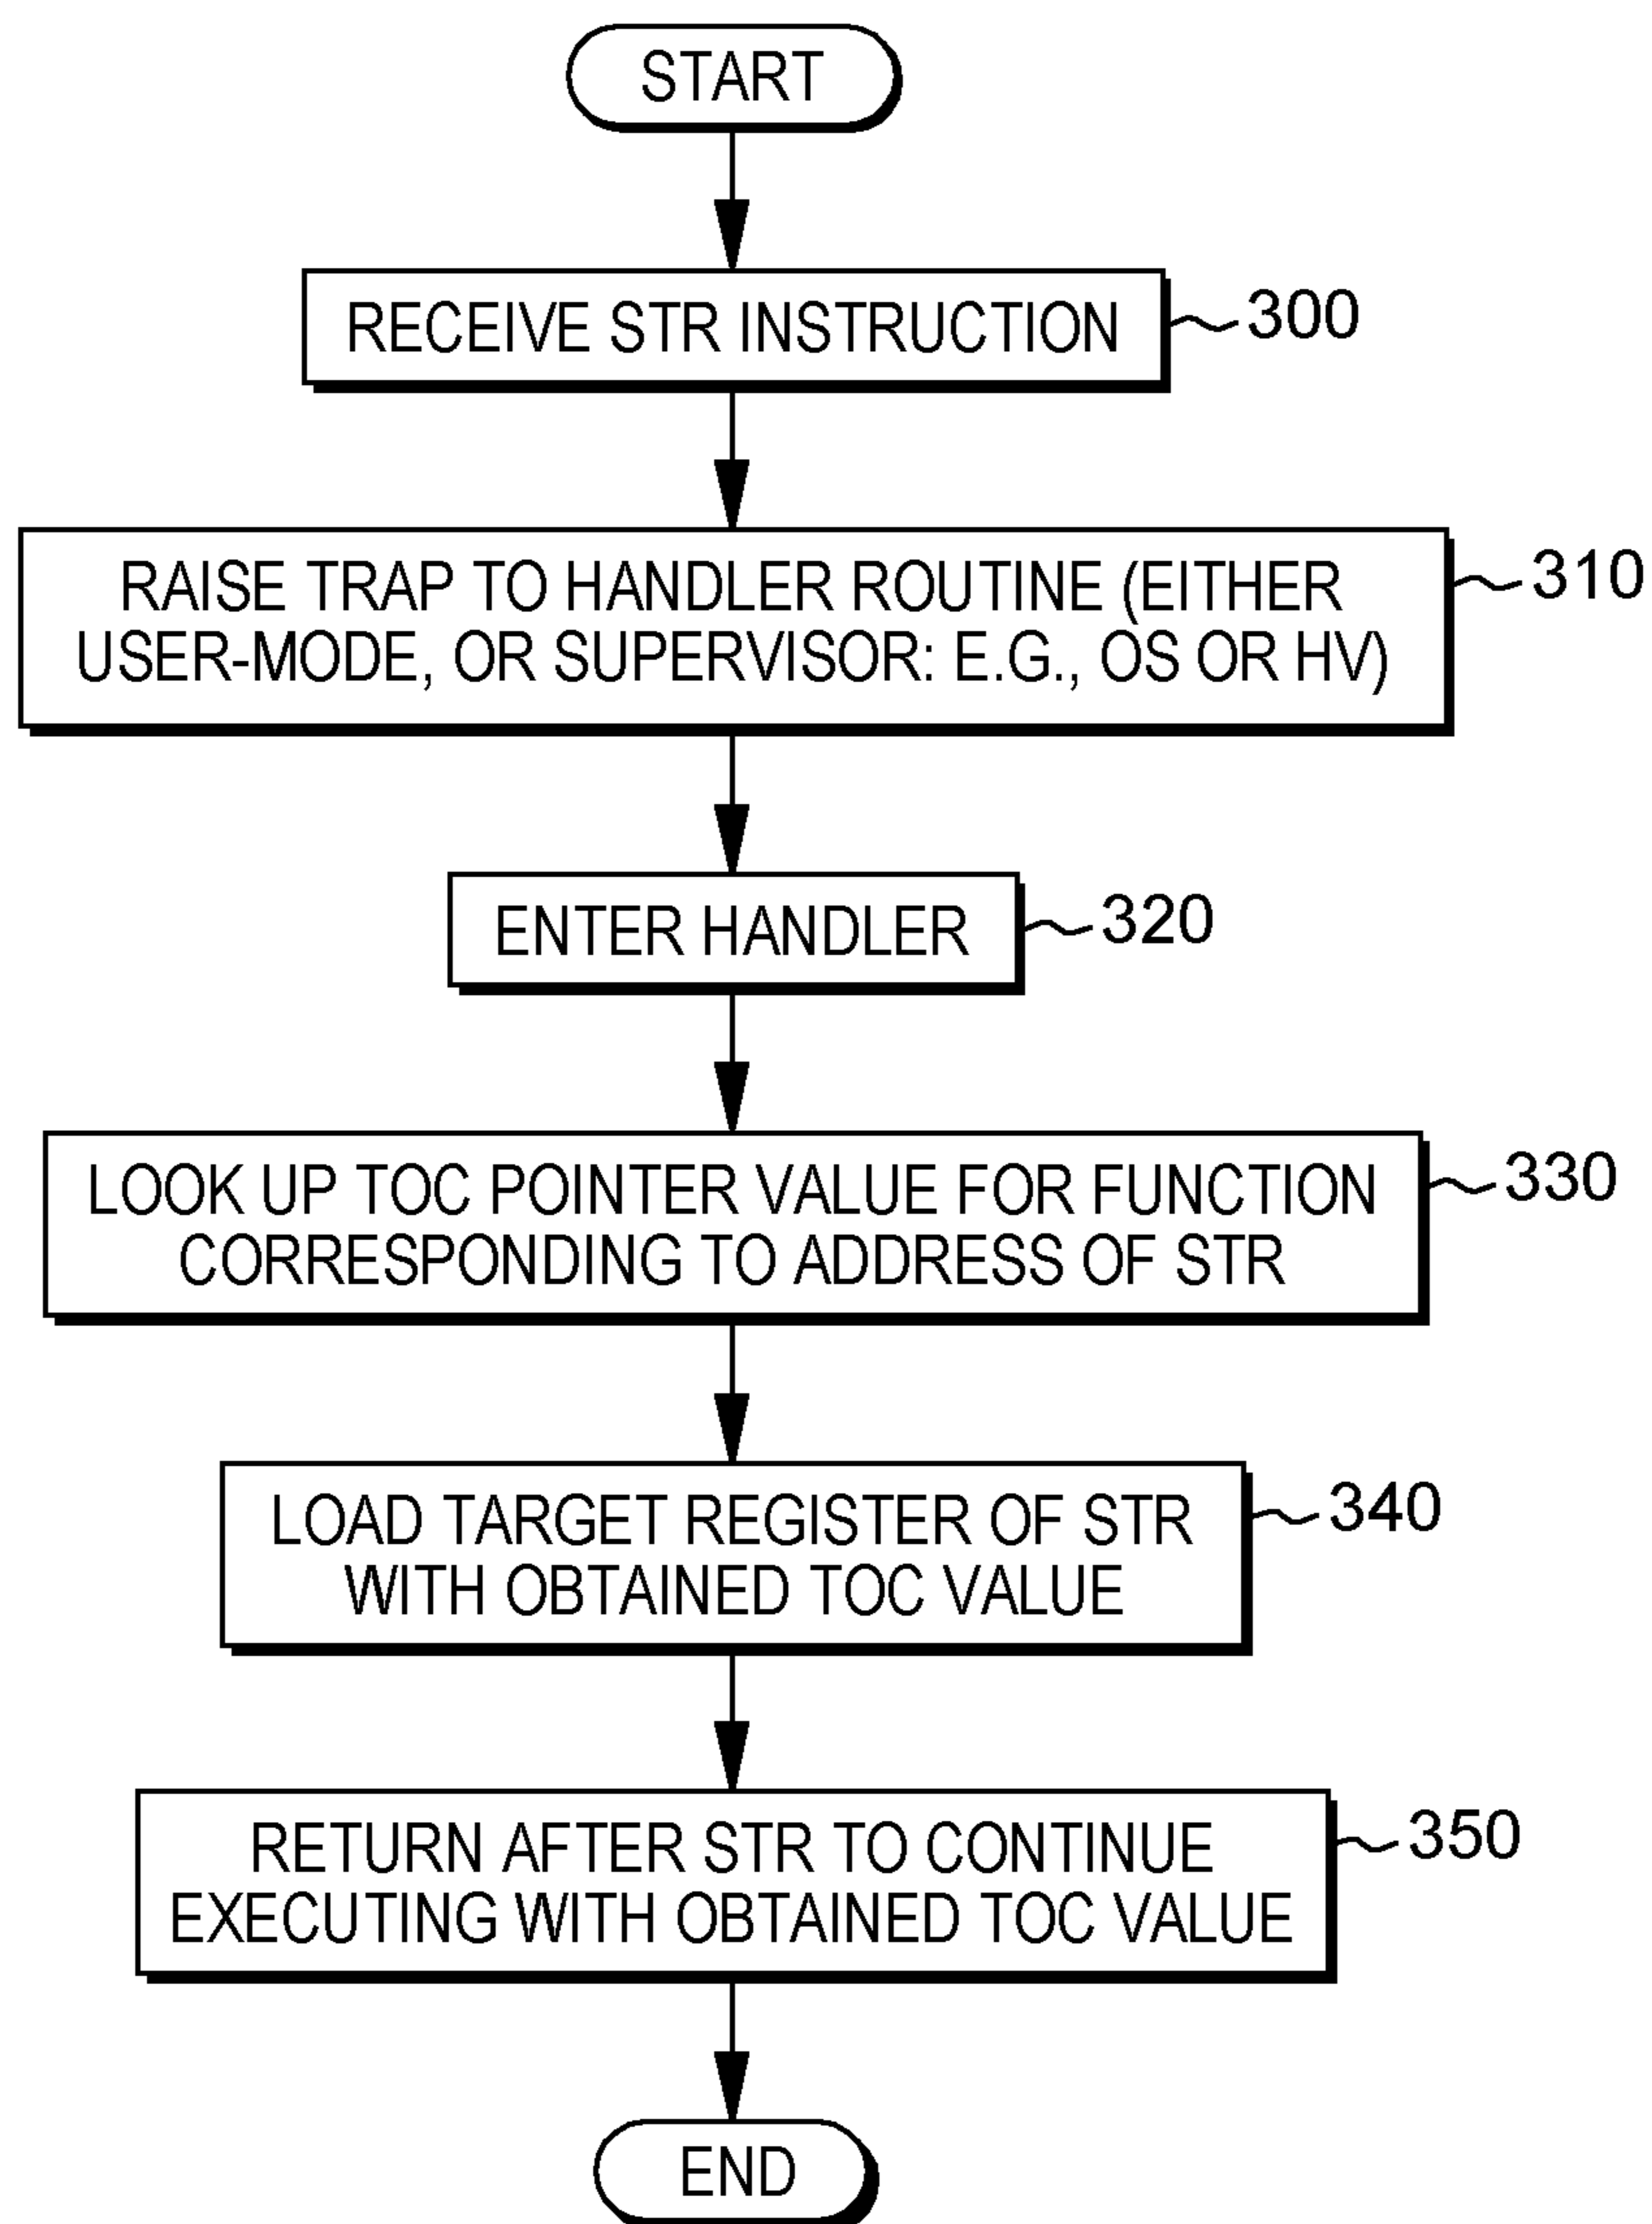 START
RECEIVE STR INSTRUCTION
300
RAISE TRAP TO HANDLER ROUTINE (EITHER
USER-MODE, OR SUPERVISOR: E.G., OS OR HV)
310
ENTER HANDLER
320
LOOK UP TOC POINTER VALUE FOR FUNCTION
CORRESPONDING TO ADDRESS OF STR
330
LOAD TARGET REGISTER OF STR
WITH OBTAINED TOC VALUE
340
RETURN AFTER STR TO CONTINUE
EXECUTING WITH OBTAINED TOC VALUE
350
END